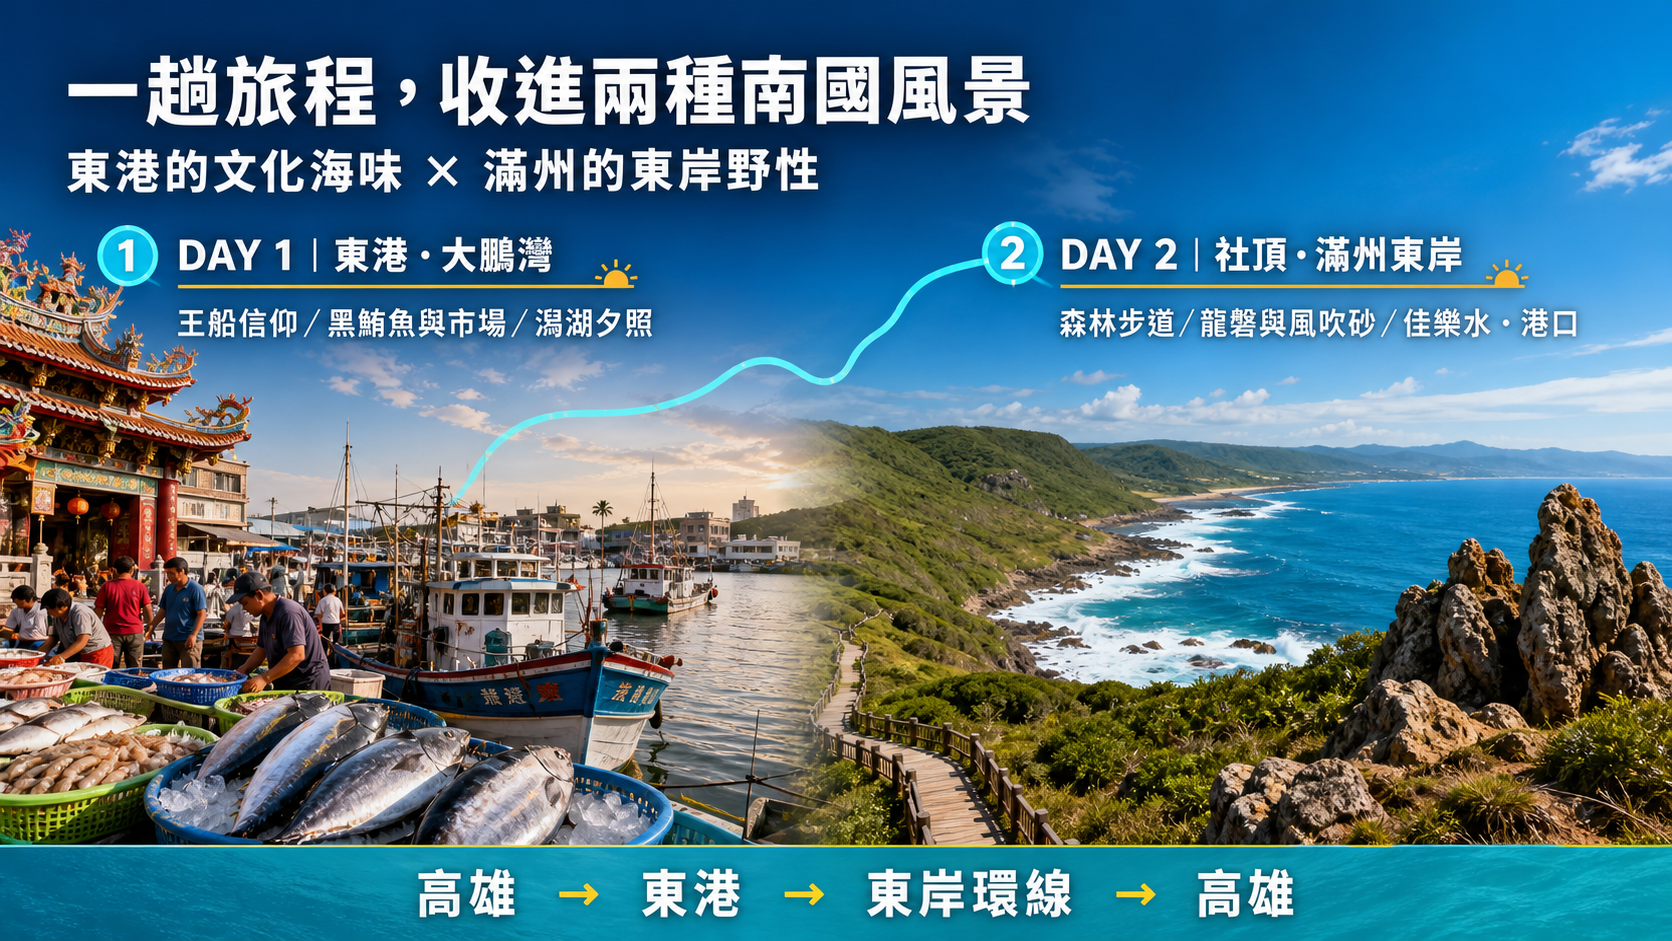 一趟旅程，收進兩種南國風景
東港的文化海味 × 滿州的東岸野性
1 DAY 1｜東港・大鵬灣
王船信仰／黑鮪魚與市場／潟湖夕照
2 DAY 2｜社頂・滿州東岸
森林步道／龍磐與風吹砂／佳樂水・港口
高雄 → 東港 → 東岸環線 → 高雄